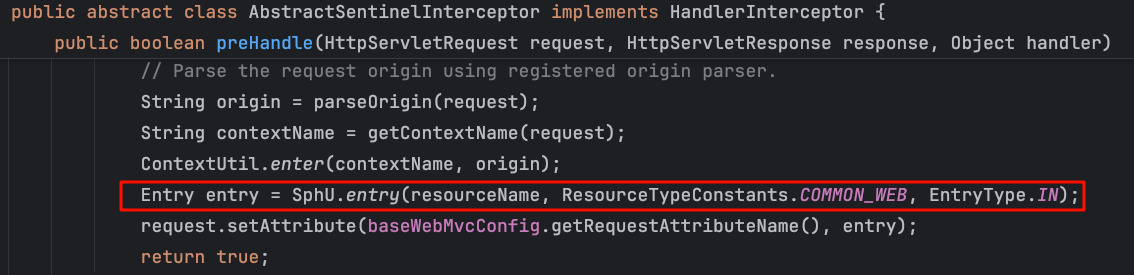 public abstract class AbstractSentinelInterceptor implements HandlerInterceptor {
public boolean preHandle(HttpServletRequest request, HttpServletResponse response, Object handler)
// Parse the request origin using registered origin parser.
String origin = parseOrigin(request);
String contextName = getContextName(request);
ContextUtil.enter(contextName, origin);
Entry entry = SphU.entry(resourceName, ResourceTypeConstants.COMMON_WEB, EntryType.IN);
request.setAttribute(baseWebMvcConfig.getRequestAttributeName(), entry);
return true;